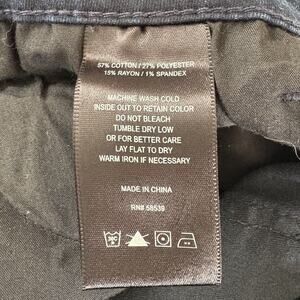 57% COTTON / 27% POLYESTER
15% RAYON / 1% SPANDEX
MACHINE WASH COLD
INSIDE OUT TO RETAIN COLOR
DO NOT BLEACH
TUMBLE DRY LOW
OR FOR BETTER CARE
LAY FLAT TO DRY
WARM IRON IF NECESSARY
MADE IN CHINA
RN# 58539